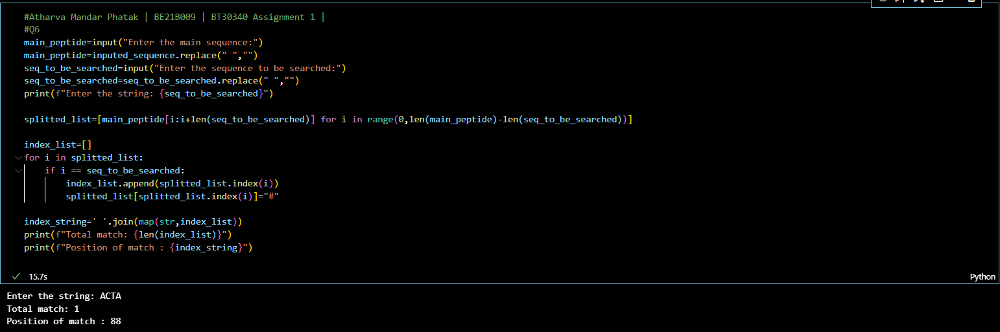 #Atharva Mandar Phatak | BE21B009 | BT30340 Assignment 1 |
#Q6
main_peptide=input("Enter the main sequence:")
main_peptide=inputed_sequence.replace(" ","")
seq_to_be_searched=input("Enter the sequence to be searched:")
seq_to_be_searched=seq_to_be_searched.replace(" ","")
print(f"Enter the string: {seq_to_be_searched}")
splitted_list=[main_peptide[i:i+len(seq_to_be_searched)] for i in range(0,len(main_peptide)-len(seq_to_be_searched))]
index_list=[]
for i in splitted_list:
    if i == seq_to_be_searched:
        index_list.append(splitted_list.index(i))
        splitted_list[splitted_list.index(i)]="#"
index_string=' '.join(map(str,index_list))
print(f"Total match: {len(index_list)}")
print(f"Position of match : {index_string}")
15.7s
Python
Enter the string: ACTA
Total match: 1
Position of match : 88